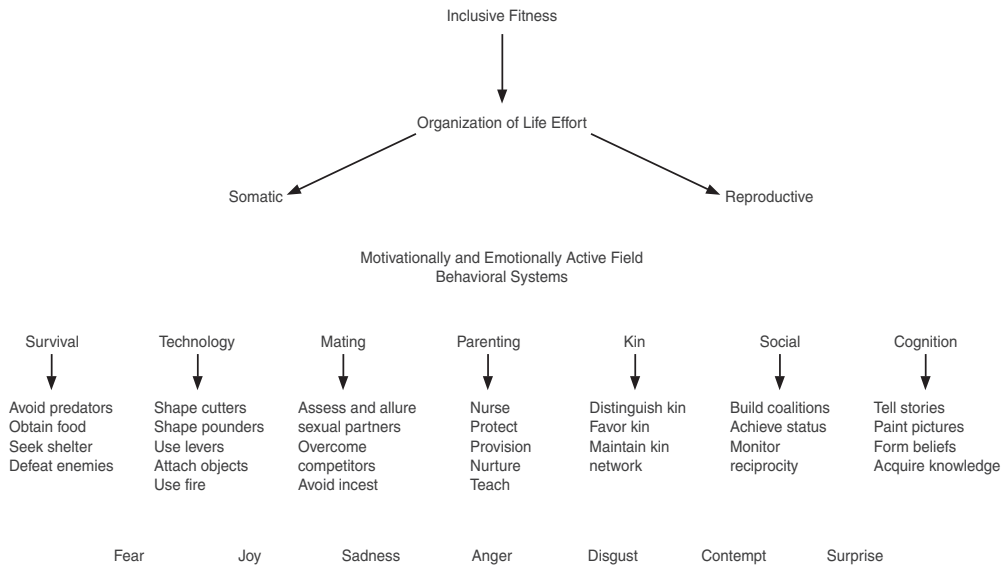 Inclusive Fitness
Organization of Life Effort
Somatic
Reproductive
Motivationally and Emotionally Active Field
Behavioral Systems
Survival
Avoid predators
Obtain food
Seek shelter
Defeat enemies
Technology
Shape cutters
Shape pounders
Use levers
Attach objects
Use fire
Mating
Assess and allure
sexual partners
Overcome
competitors
Avoid incest
Parenting
Nurse
Protect
Provision
Nurture
Teach
Kin
Distinguish kin
Favor kin
Maintain kin
network
Social
Build coalitions
Achieve status
Monitor
reciprocity
Cognition
Tell stories
Paint pictures
Form beliefs
Acquire knowledge
Fear
Joy
Sadness
Anger
Disgust
Contempt
Surprise